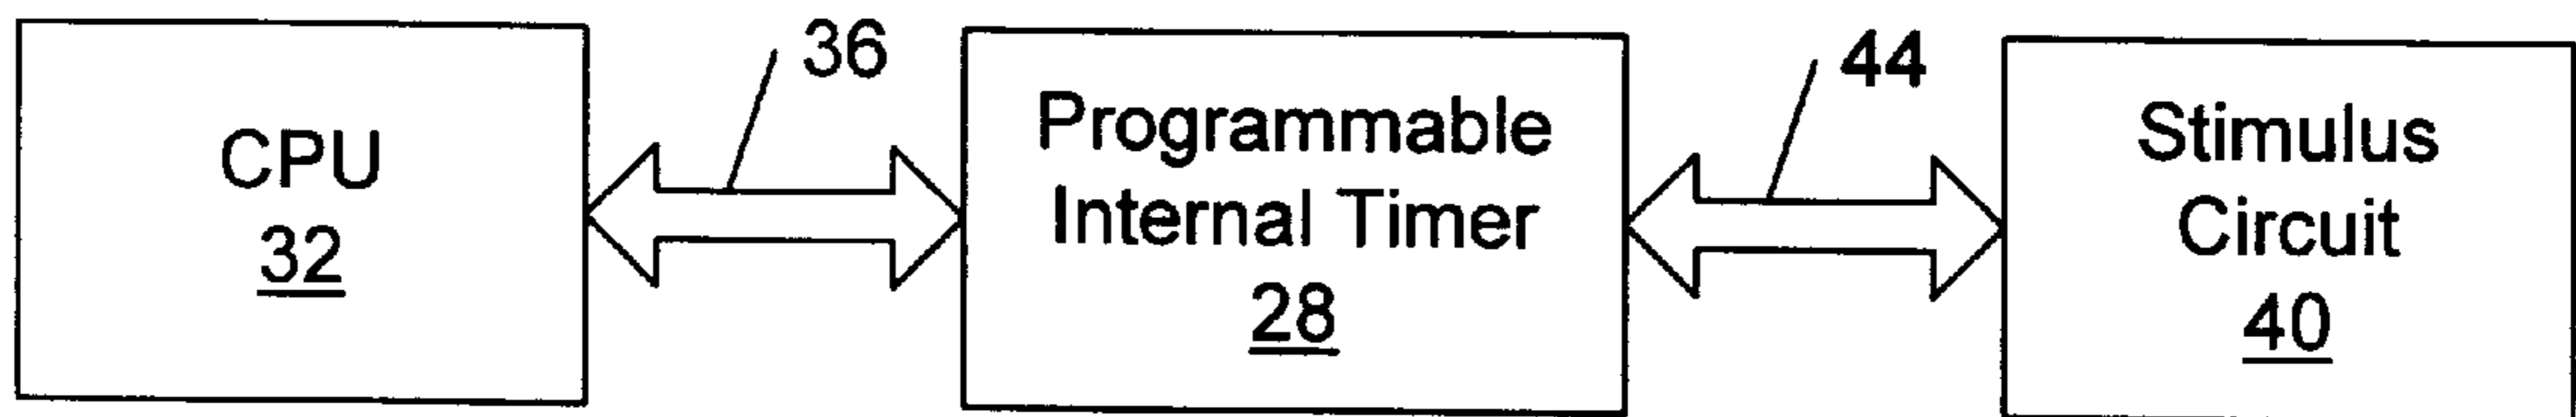 CPU
32
36
Programmable
Internal Timer
28
44
Stimulus
Circuit
40